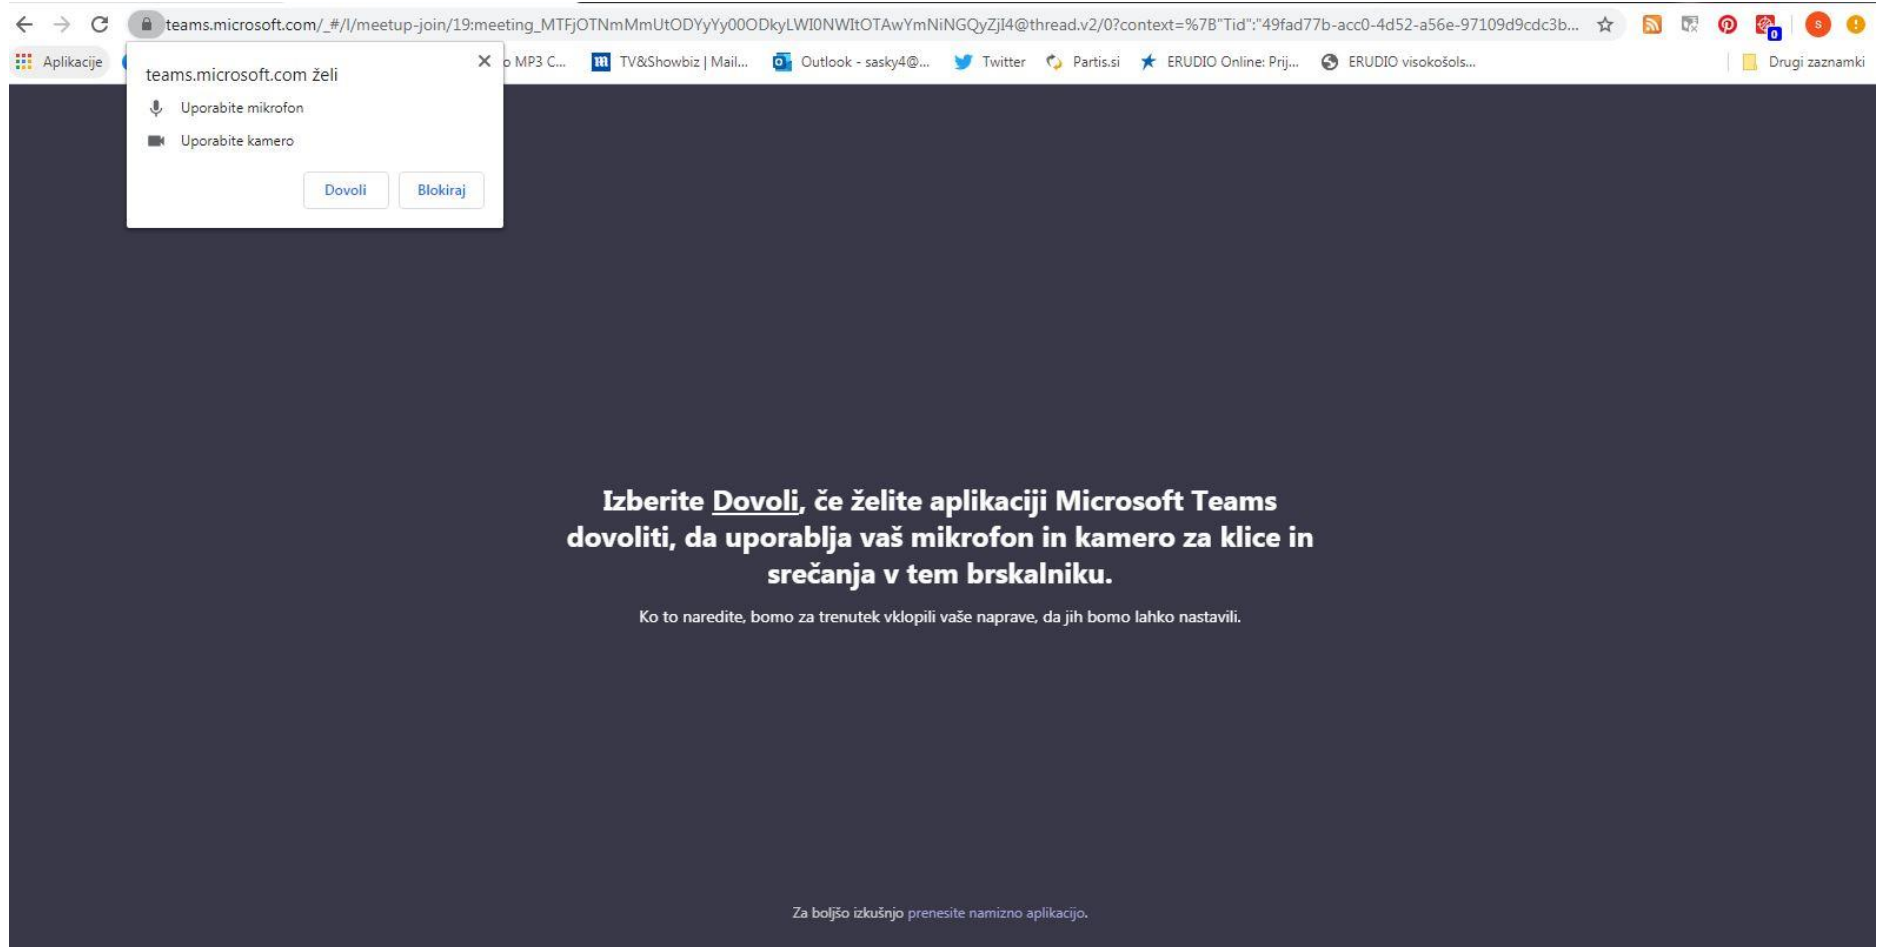 teams.microsoft.com/_#/l/meetup-join/19:meeting_MTFjOTNmMmUtODYyYy00ODkyLWI0NWItOTAwYmNiNGQyZjI4@thread.v2/0?context=%7B"Tid":"49fad77b-acc0-4d52-a56e-97109d9cdc3b...
S
0
Aplikacije
o MP3 C...
m
TV&Showbiz | Mail...
Outlook - sasky4@...
Twitter
Partis.si
ERUDIO Online: Prij...
ERUDIO visokošols...
Drugi zaznamki
teams.microsoft.com želi
Uporabite mikrofon
Uporabite kamero
Dovoli
Blokiraj
Izberite Dovoli, če želite aplikaciji Microsoft Teams
dovoliti, da uporablja vaš mikrofon in kamero za klice in
srečanja v tem brskalniku.
Ko to naredite, bomo za trenutek vklopili vaše naprave, da jih bomo lahko nastavili.
Za boljšo izkušnjo prenesite namizno aplikacijo.